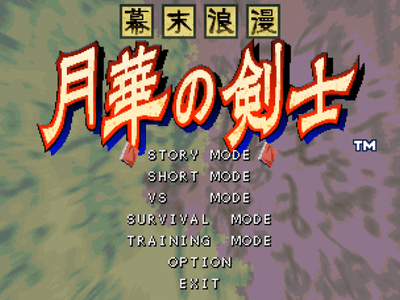 幕末浪漫
月華の剣士
TM
STORY MODE
SHORT MODE
VS MODE
SURVIVAL MODE
TRAINING MODE
OPTION
EXIT